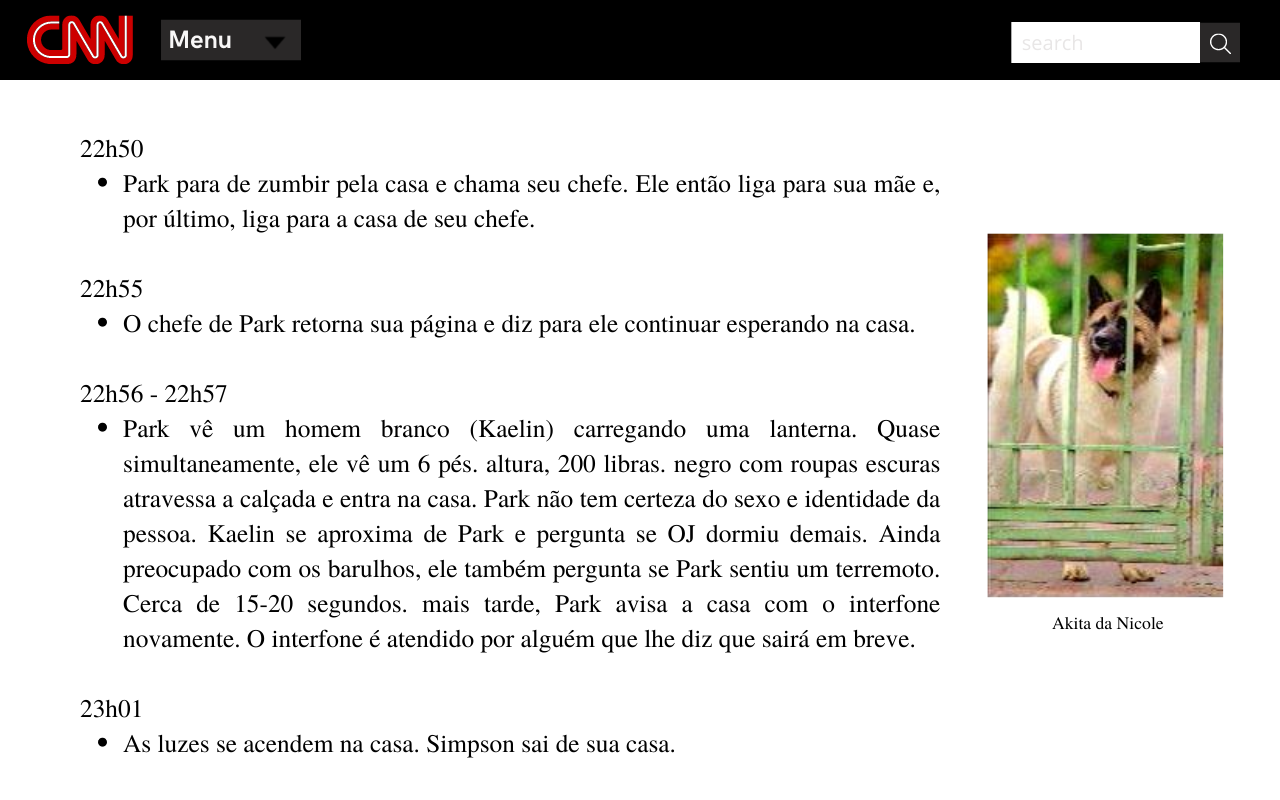 CNN
Menu
search
22h50
• Park para de zumbir pela casa e chama seu chefe. Ele então liga para sua mãe e,
por último, liga para a casa de seu chefe.
22h55
• O chefe de Park retorna sua página e diz para ele continuar esperando na casa.
22h56 - 22h57
• Park vê um homem branco (Kaelin) carregando uma lanterna. Quase
simultaneamente, ele vê um 6 pés. altura, 200 libras. negro com roupas escuras
atravessa a calçada e entra na casa. Park não tem certeza do sexo e identidade da
pessoa. Kaelin se aproxima de Park e pergunta se OJ dormiu demais. Ainda
preocupado com os barulhos, ele também pergunta se Park sentiu um terremoto.
Cerca de 15-20 segundos. mais tarde, Park avisa a casa com o interfone
novamente. O interfone é atendido por alguém que lhe diz que sairá em breve.
23h01
• As luzes se acendem na casa. Simpson sai de sua casa.
Akita da Nicole